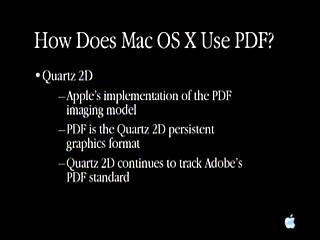 How Does Mac OS X Use PDF?
•Quartz 2D
–Apple's implementation of the PDF
imaging model
–PDF is the Quartz 2D persistent
graphics format
–Quartz 2D continues to track Adobe's
PDF standard